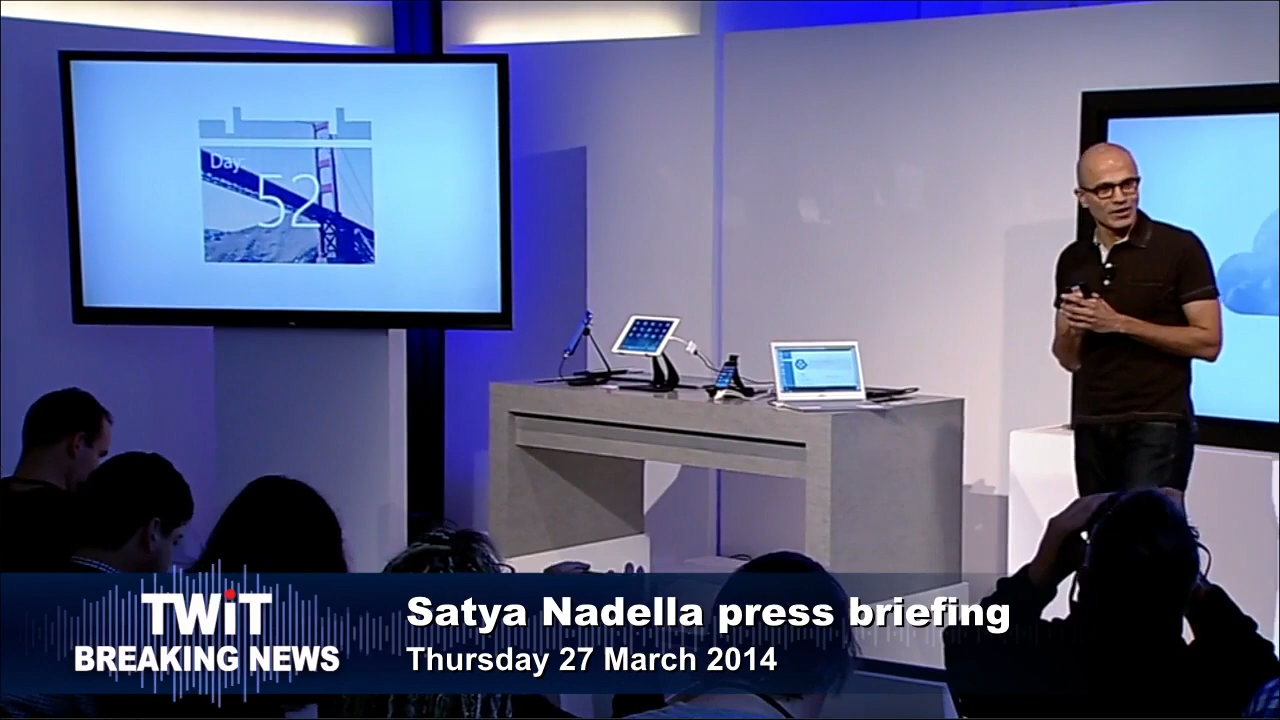 Day
52
TWiT
BREAKING NEWS
Satya Nadella press briefing
Thursday 27 March 2014